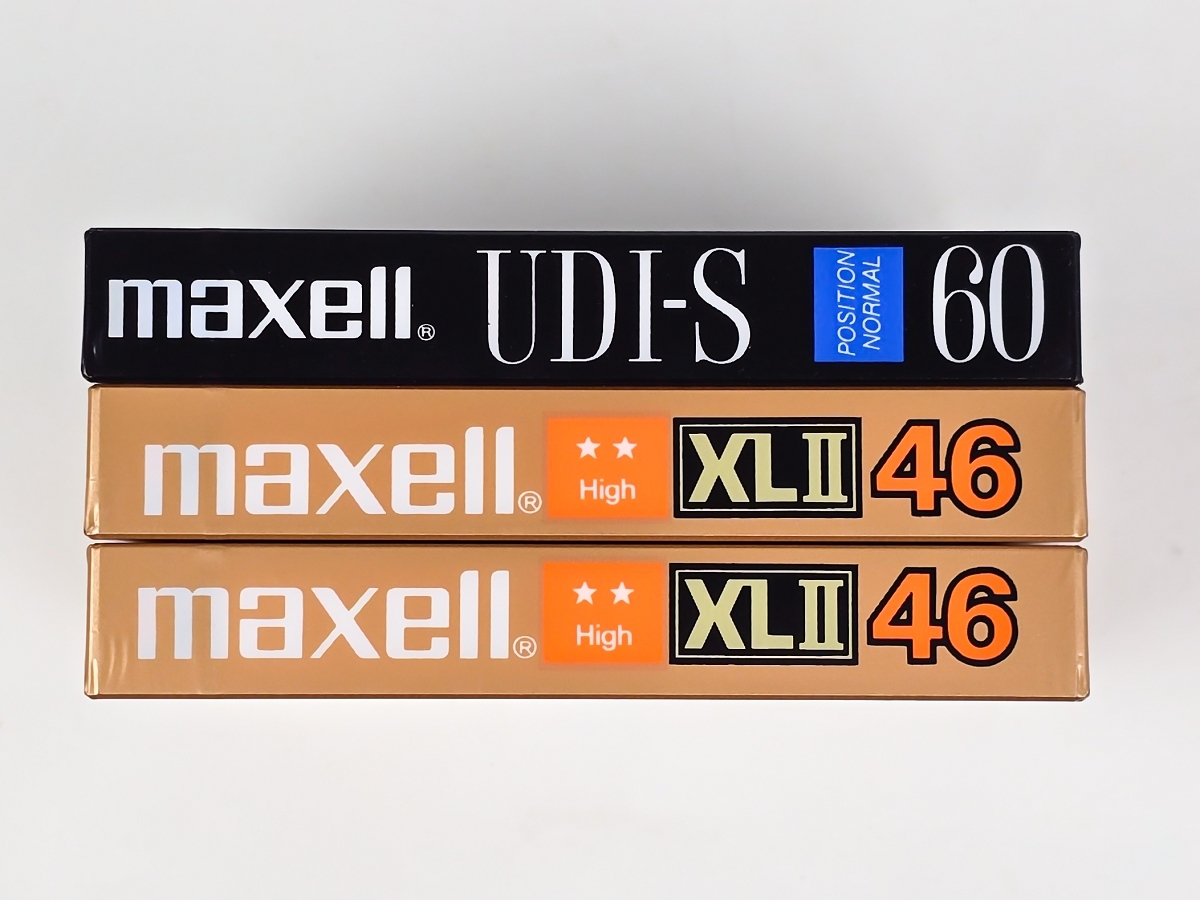 maxell® UDI-S POSITION NORMAL 60
maxell® ★★ High XLII 46
maxell® ★★ High XLII 46